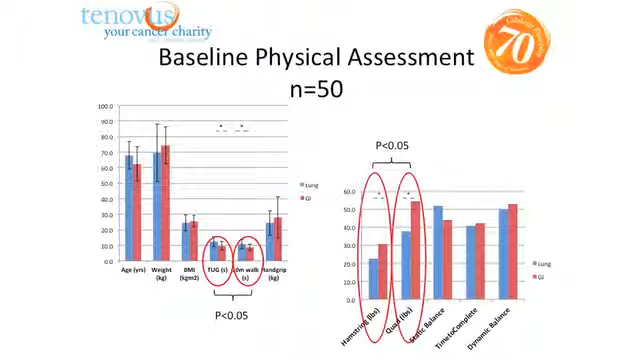 tenovus
your cancer charity
70
Baseline Physical Assessment
n=50
100.0
90.0
80.0
70.0
60.0
50.0
40.0
30.0
20.0
10.0
0.0
Age (yrs) Weight (kg) BMI (kgm2) TUG (s) 10m walk (s) Handgrip (kg)
Lung
GI
P<0.05
P<0.05
60.0
50.0
40.0
30.0
20.0
10.0
0.0
Hamstring (lbs) Quad (lbs) Static Balance TimetoComplete Dynamic Balance
Lung
GI